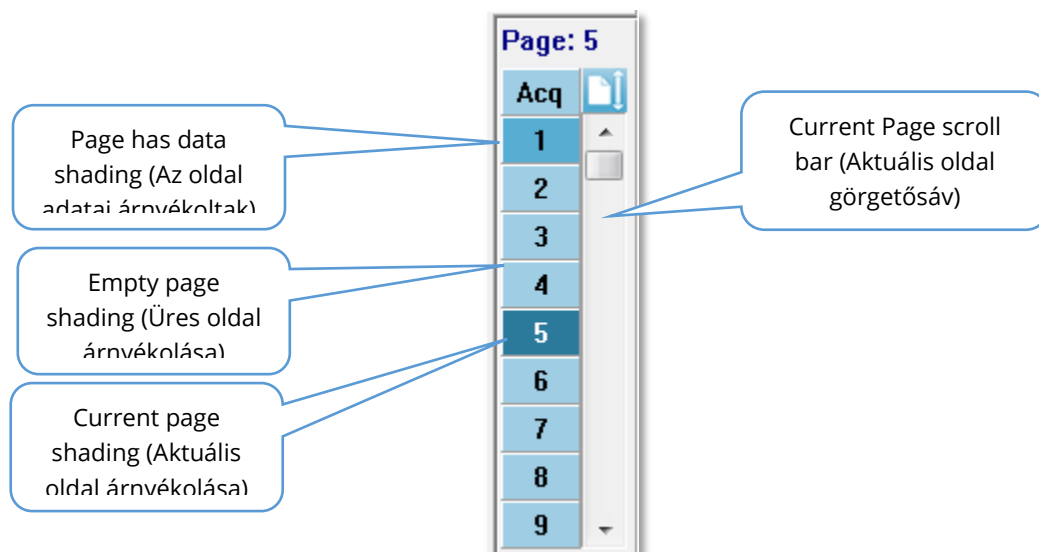 Page: 5
Acq
1
2
3
4
5
6
7
8
9
Page has data
shading (Az oldal
adatai árnyékoltak)
Empty page
shading (Üres oldal
árnyékolása)
Current page
shading (Aktuális
oldal árnyékolása)
Current Page scroll
bar (Aktuális oldal
görgetősáv)